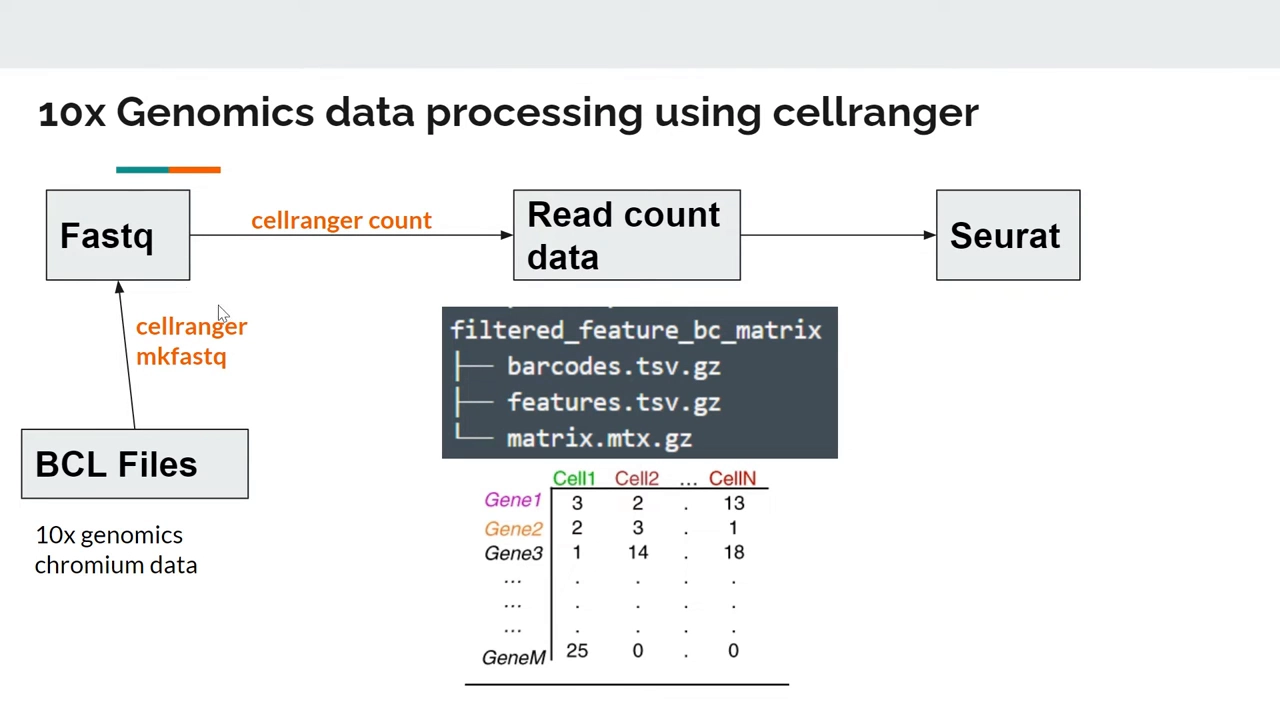 10x Genomics data processing using cellranger
Fastq
cellranger count
Read count
data
Seurat
cellranger
mkfastq
BCL Files
10x genomics
chromium data
filtered_feature_bc_matrix
├── barcodes.tsv.gz
├── features.tsv.gz
└── matrix.mtx.gz
Cell1 Cell2 ... CellN
Gene1 3 2 . 13
Gene2 2 3 . 1
Gene3 1 14 . 18
... . . . .
... . . . .
... . . . .
GeneM 25 0 . 0